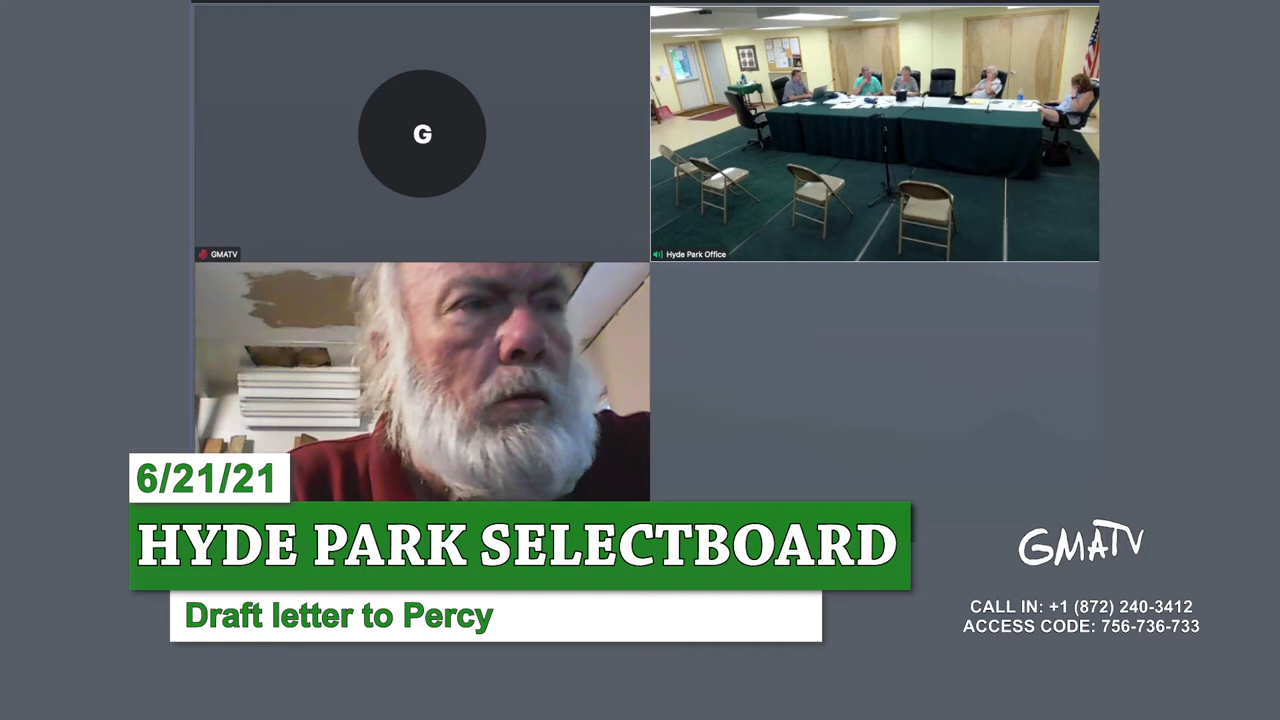 G
GMATV
Hyde Park Office
6/21/21
HYDE PARK SELECTBOARD
Draft letter to Percy
GMATV
CALL IN: +1 (872) 240-3412
ACCESS CODE: 756-736-733